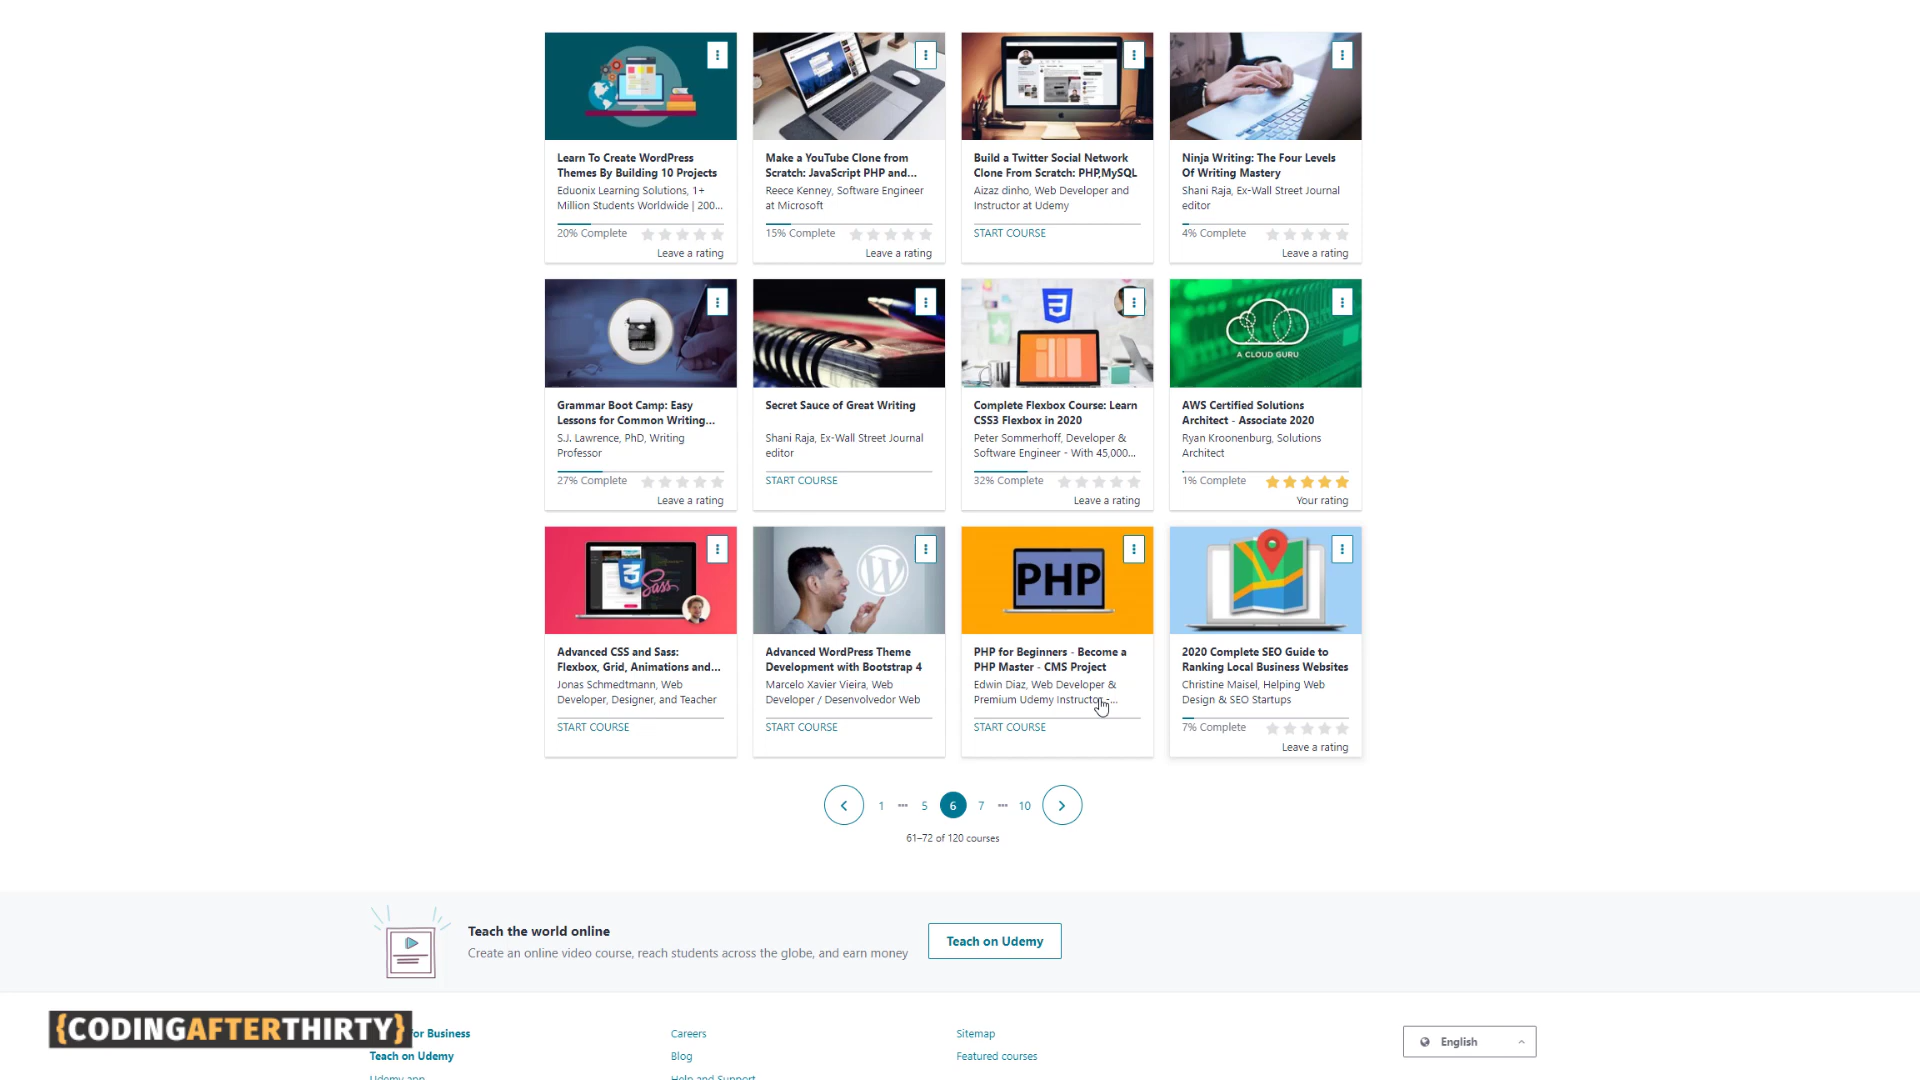 Learn To Create WordPress
Themes By Building 10 Projects
Eduonix Learning Solutions, 1+
Million Students Worldwide | 200...
20% Complete
Leave a rating
Make a YouTube Clone from
Scratch: JavaScript PHP and...
Reece Kenney, Software Engineer
at Microsoft
15% Complete
Leave a rating
Build a Twitter Social Network
Clone From Scratch: PHP,MySQL
Aizaz dinho, Web Developer and
Instructor at Udemy
START COURSE
Ninja Writing: The Four Levels
Of Writing Mastery
Shani Raja, Ex-Wall Street Journal
editor
4% Complete
Leave a rating
Grammar Boot Camp: Easy
Lessons for Common Writing...
S.J. Lawrence, PhD, Writing
Professor
27% Complete
Leave a rating
Secret Sauce of Great Writing
Shani Raja, Ex-Wall Street Journal
editor
START COURSE
3
Complete Flexbox Course: Learn
CSS3 Flexbox in 2020
Peter Sommerhoff, Developer &
Software Engineer - With 45,000...
32% Complete
Leave a rating
A CLOUD GURU
AWS Certified Solutions
Architect - Associate 2020
Ryan Kroonenburg, Solutions
Architect
1% Complete
Your rating
3
Sass
Advanced CSS and Sass:
Flexbox, Grid, Animations and...
Jonas Schmedtmann, Web
Developer, Designer, and Teacher
START COURSE
W
Advanced WordPress Theme
Development with Bootstrap 4
Marcelo Xavier Vieira, Web
Developer / Desenvolvedor Web
START COURSE
PHP
PHP for Beginners - Become a
PHP Master - CMS Project
Edwin Diaz, Web Developer &
Premium Udemy Instructor -...
START COURSE
2020 Complete SEO Guide to
Ranking Local Business Websites
Christine Maisel, Helping Web
Design & SEO Startups
7% Complete
Leave a rating
1 ••• 5 6 7 ••• 10
61–72 of 120 courses
Teach the world online
Create an online video course, reach students across the globe, and earn money
Teach on Udemy
{CODINGAFTERTHIRTY}
for Business
Teach on Udemy
Udemy app
Careers
Blog
Help and Support
Sitemap
Featured courses
English